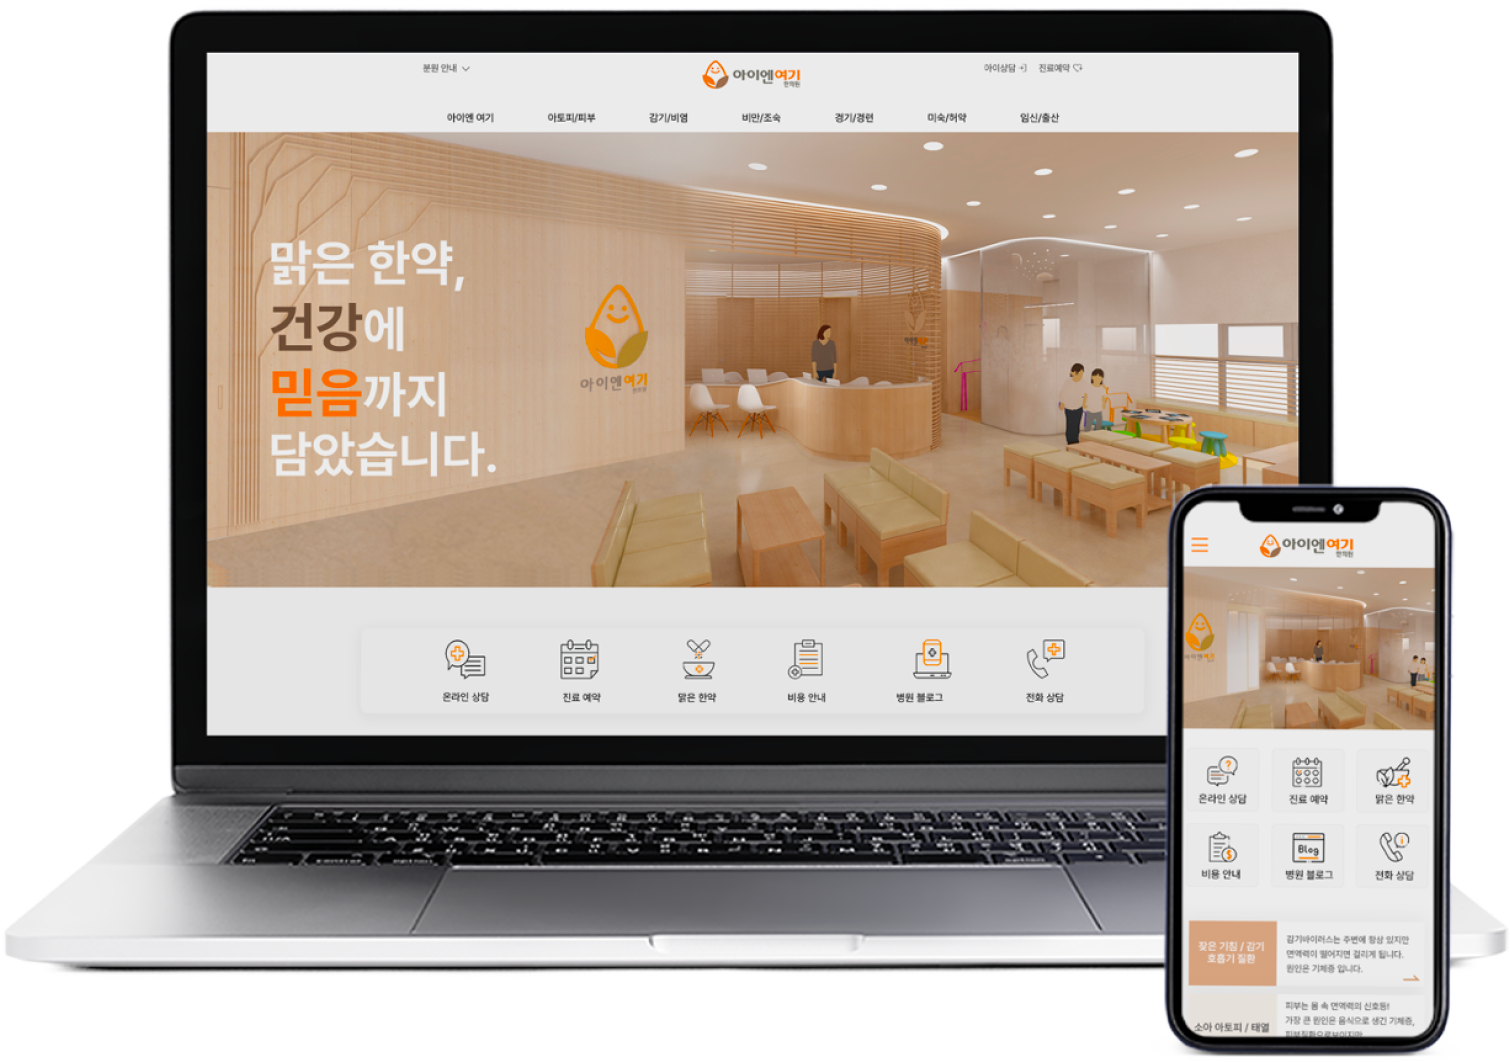 분원 안내
아이엔여기
한의원
아이상담
진료예약
아이엔 여기
아토피/피부
감기/비염
비만/조숙
경기/경련
미숙/허약
임신/출산
맑은 한약,
건강에
믿음까지
담았습니다.
아이엔여기
한의원
온라인 상담
진료 예약
맑은 한약
비용 안내
병원 블로그
전화 상담
아이엔여기
한의원
온라인 상담
진료 예약
맑은 한약
비용 안내
Blog
병원 블로그
전화 상담
잦은 기침 / 감기
호흡기 질환
감기바이러스는 주변에 정상 있지만
면역력이 떨어지면 걸리게 됩니다.
원인은 기체증 입니다.
소아 아토피 / 태열
피부는 몸 속 면역력의 신호등!
가장 큰 원인은 음식으로 생긴 기체증,